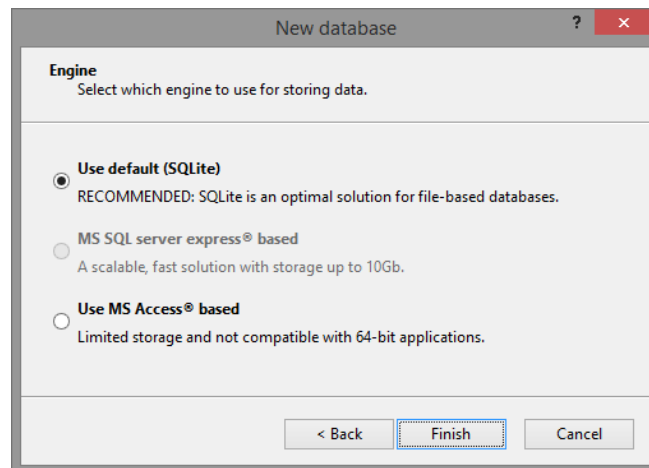 New database
?
×
Engine
Select which engine to use for storing data.
Use default (SQLite)
RECOMMENDED: SQLite is an optimal solution for file-based databases.
MS SQL server express® based
A scalable, fast solution with storage up to 10Gb.
Use MS Access® based
Limited storage and not compatible with 64-bit applications.
< Back
Finish
Cancel